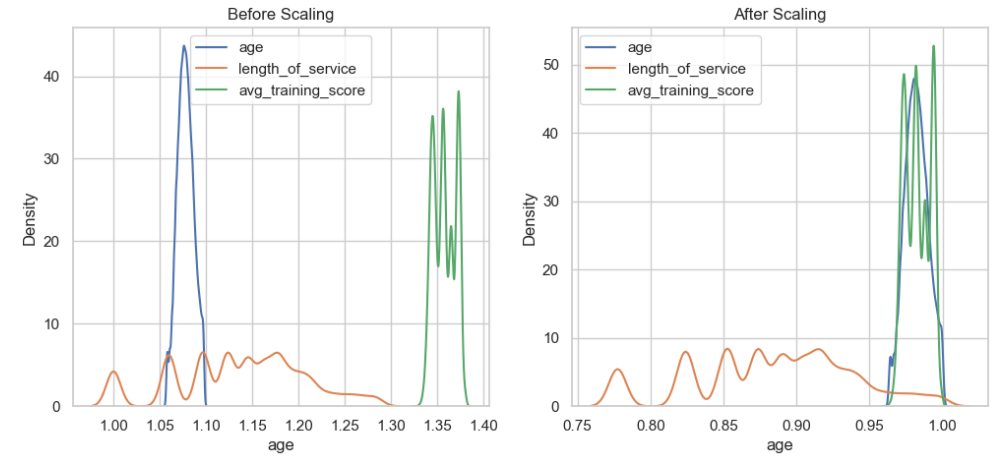 Before Scaling
age
length_of_service
avg_training_score
Density
40
30
20
10
0
1.00
1.05
1.10
1.15
1.20
1.25
1.30
1.35
1.40
age
After Scaling
age
length_of_service
avg_training_score
Density
50
40
30
20
10
0
0.75
0.80
0.85
0.90
0.95
1.00
age